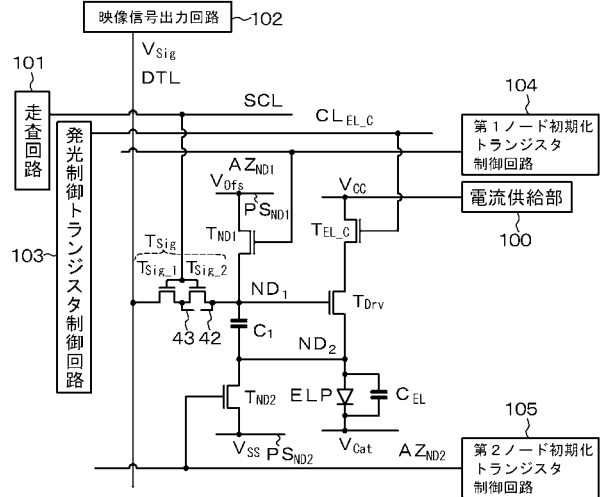 映像信号出力回路
102
V_Sig
DTL
101
走査回路
SCL
104
第1ノード初期化
トランジスタ
制御回路
CL_EL_C
発光制御トランジスタ制御回路
103
AZ_ND1
V_Ofs
PS_ND1
V_CC
電流供給部
100
T_ND1
T_EL_C
T_Sig
T_Sig_1
T_Sig_2
ND_1
T_Drv
43
42
C_1
ND_2
T_ND2
ELP
C_EL
V_SS
PS_ND2
V_Cat
AZ_ND2
105
第2ノード初期化
トランジスタ
制御回路